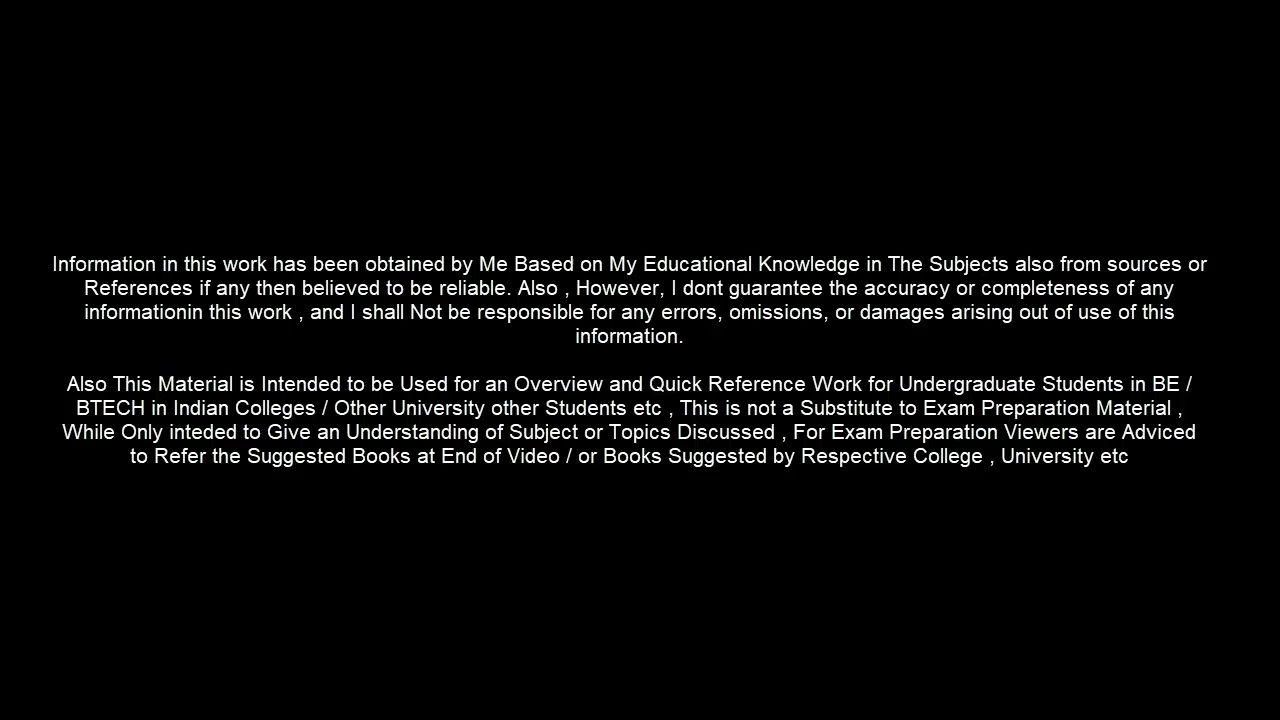 Information in this work has been obtained by Me Based on My Educational Knowledge in The Subjects also from sources or
References if any then believed to be reliable. Also , However, I dont guarantee the accuracy or completeness of any
informationin this work , and I shall Not be responsible for any errors, omissions, or damages arising out of use of this
information.
Also This Material is Intended to be Used for an Overview and Quick Reference Work for Undergraduate Students in BE /
BTECH in Indian Colleges / Other University other Students etc , This is not a Substitute to Exam Preparation Material ,
While Only inteded to Give an Understanding of Subject or Topics Discussed , For Exam Preparation Viewers are Adviced
to Refer the Suggested Books at End of Video / or Books Suggested by Respective College , University etc